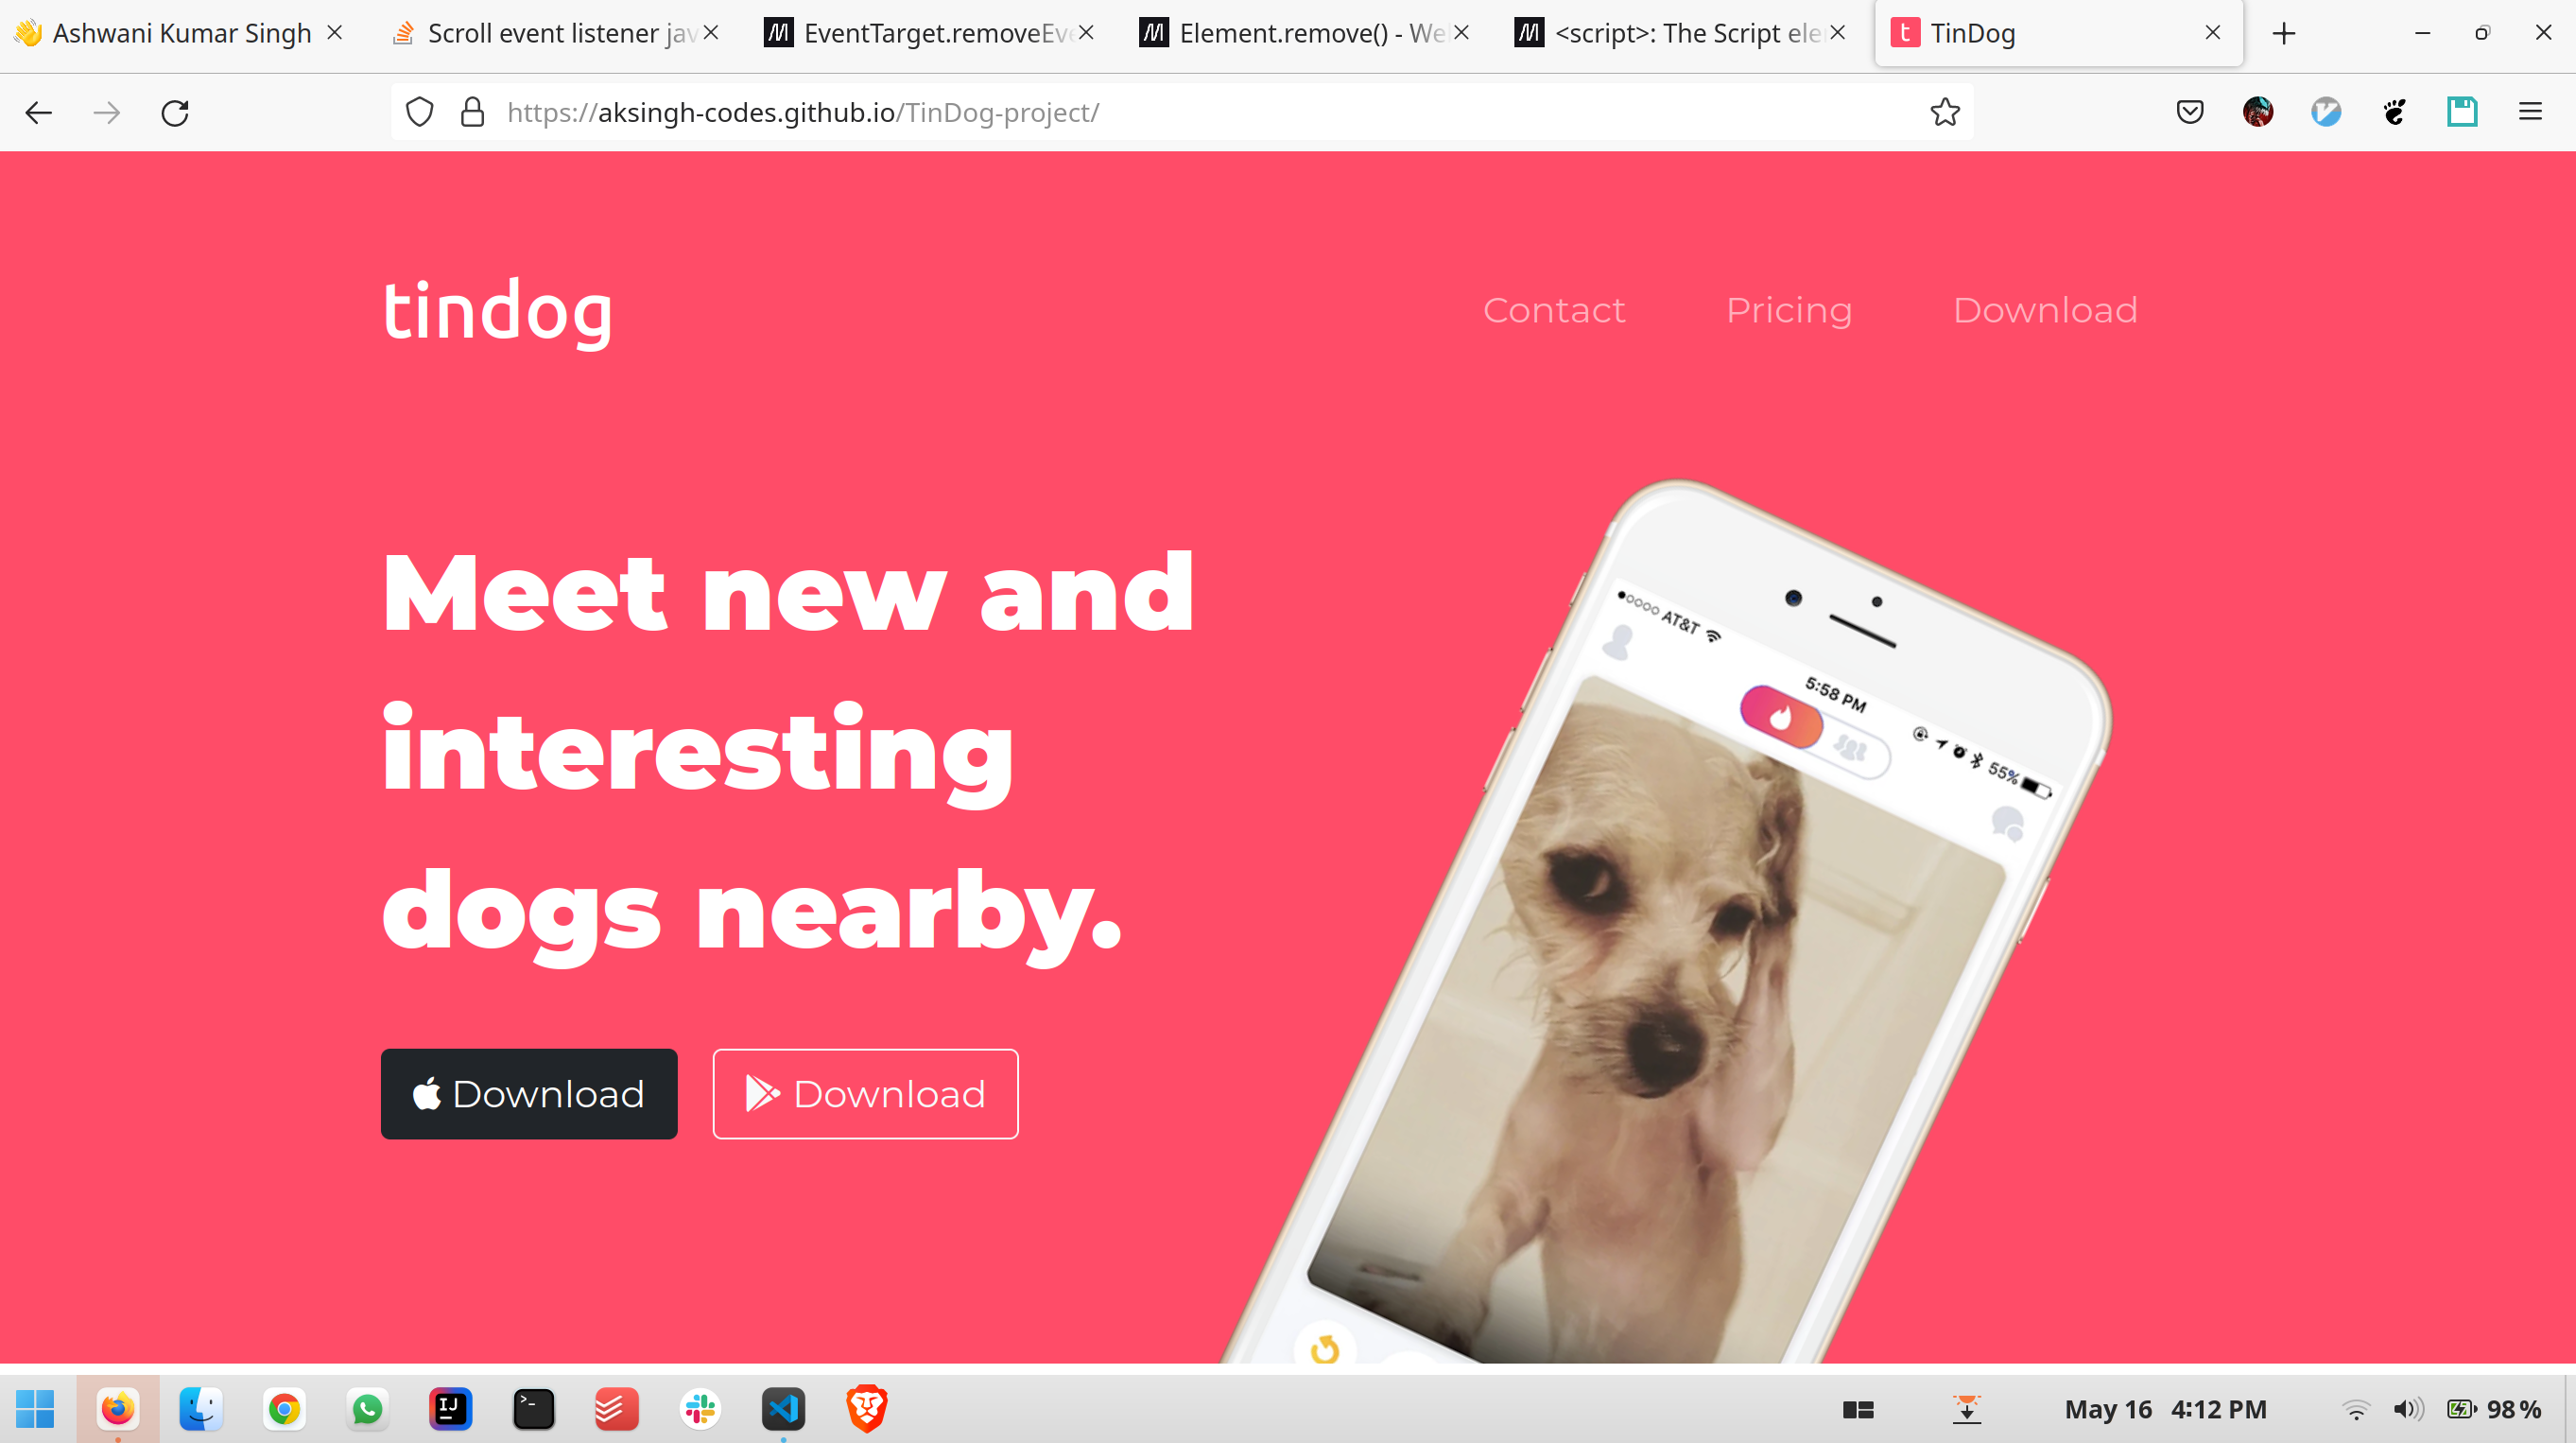 Ashwani Kumar Singh
Scroll event listener jav
EventTarget.removeEve
Element.remove() - We
<script>: The Script ele
TinDog
https://aksingh-codes.github.io/TinDog-project/
tindog
Contact
Pricing
Download
Meet new and
interesting
dogs nearby.
Download
Download
AT&T
5:58 PM
55%
May 16 4:12 PM
98%